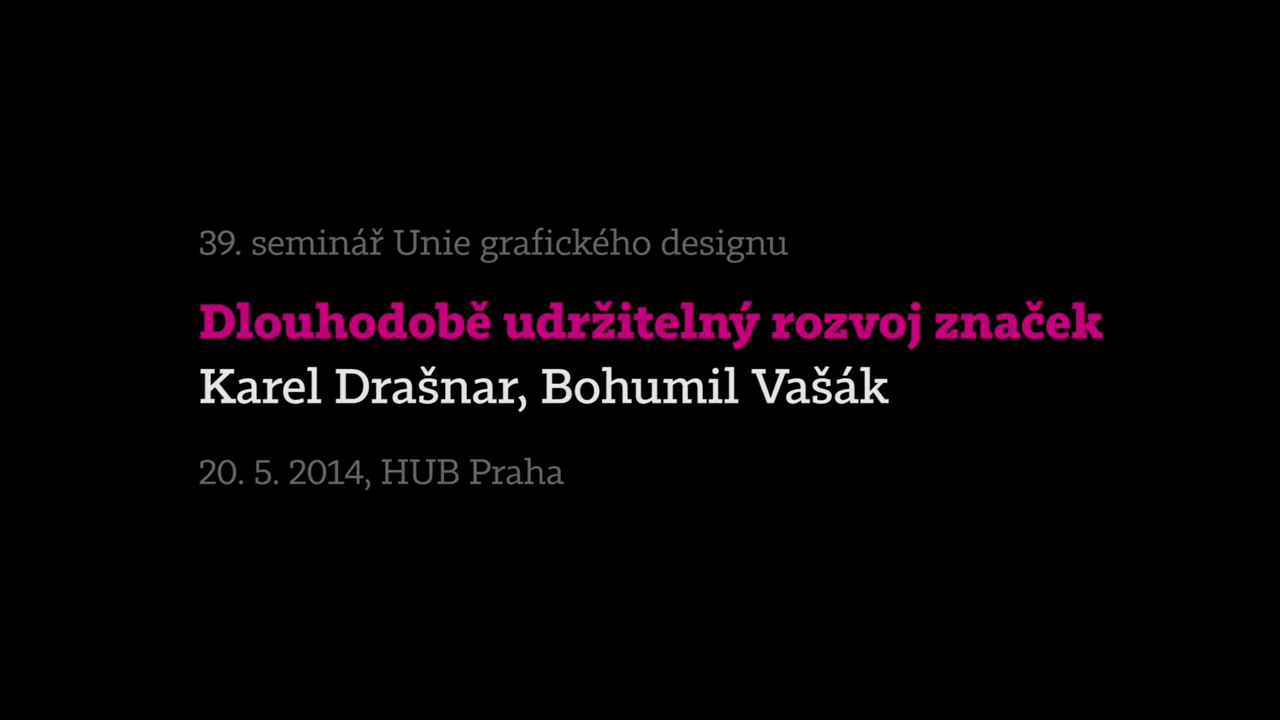 39. seminář Unie grafického designu
Dlouhodobě udržitelný rozvoj značek
Karel Drašnar, Bohumil Vašák
20. 5. 2014, HUB Praha